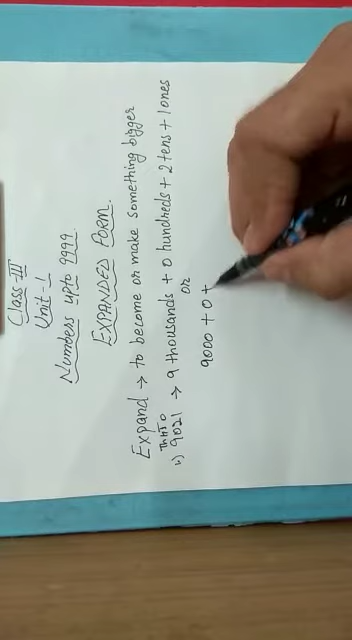 Class-III
Unit-1
Numbers upto 9999.
EXPANDED FORM.
Expand → to become or make something bigger
Th H T O
i) 9021 → 9 thousands + 0 hundreds + 2 tens + 1 ones
or
9000 + 0 +